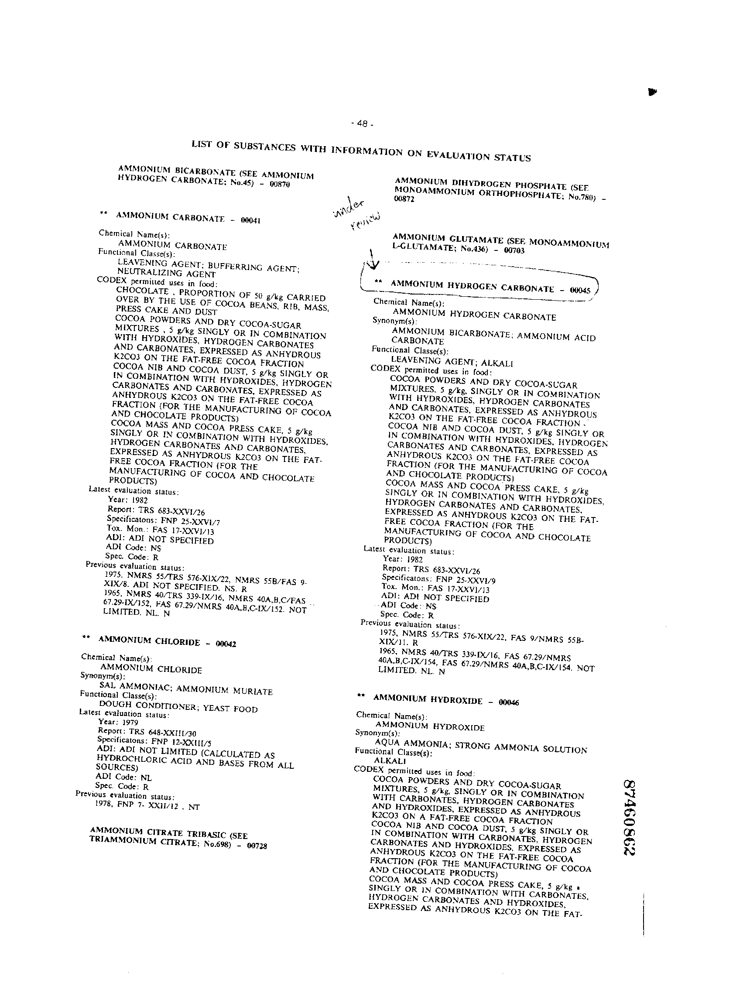 - 48 -
LIST OF SUBSTANCES WITH INFORMATION ON EVALUATION STATUS
AMMONIUM BICARBONATE (SEE AMMONIUM
HYDROGEN CARBONATE; No.45) - 00870
** AMMONIUM CARBONATE - 00041
Chemical Name(s):
AMMONIUM CARBONATE
Functional Classe(s):
LEAVENING AGENT; BUFFERRING AGENT;
NEUTRALIZING AGENT
CODEX permitted uses in food:
CHOCOLATE , PROPORTION OF 50 g/kg CARRIED
OVER BY THE USE OF COCOA BEANS, RIB, MASS,
PRESS CAKE AND DUST
COCOA POWDERS AND DRY COCOA-SUGAR
MIXTURES , 5 g/kg SINGLY OR IN COMBINATION
WITH HYDROXIDES, HYDROGEN CARBONATES
AND CARBONATES, EXPRESSED AS ANHYDROUS
K2CO3 ON THE FAT-FREE COCOA FRACTION
COCOA NIB AND COCOA DUST, 5 g/kg SINGLY OR
IN COMBINATION WITH HYDROXIDES, HYDROGEN
CARBONATES AND CARBONATES, EXPRESSED AS
ANHYDROUS K2CO3 ON THE FAT-FREE COCOA
FRACTION (FOR THE MANUFACTURING OF COCOA
AND CHOCOLATE PRODUCTS)
COCOA MASS AND COCOA PRESS CAKE, 5 g/kg
SINGLY OR IN COMBINATION WITH HYDROXIDES,
HYDROGEN CARBONATES AND CARBONATES,
EXPRESSED AS ANHYDROUS K2CO3 ON THE FAT-
FREE COCOA FRACTION (FOR THE
MANUFACTURING OF COCOA AND CHOCOLATE
PRODUCTS)
Latest evaluation status:
Year: 1982
Report: TRS 683-XXVI/26
Specificatons: FNP 25-XXVI/7
Tox. Mon.: FAS 17-XXVI/13
ADI: ADI NOT SPECIFIED
ADI Code: NS
Spec. Code: R
Previous evaluation status:
1975, NMRS 55/TRS 576-XIX/22, NMRS 55B/FAS 9-
XIX/8. ADI NOT SPECIFIED. NS. R
1965, NMRS 40/TRS 339-IX/16, NMRS 40A,B,C/FAS
67.29-IX/152, FAS 67.29/NMRS 40A,B,C-IX/152. NOT
LIMITED. NL. N
** AMMONIUM CHLORIDE - 00042
Chemical Name(s):
AMMONIUM CHLORIDE
Synonym(s):
SAL AMMONIAC; AMMONIUM MURIATE
Functional Classe(s):
DOUGH CONDITIONER; YEAST FOOD
Latest evaluation status:
Year: 1979
Report: TRS 648-XXIII/30
Specificatons: FNP 12-XXIII/5
ADI: ADI NOT LIMITED (CALCULATED AS
HYDROCHLORIC ACID AND BASES FROM ALL
SOURCES)
ADI Code: NL
Spec. Code: R
Previous evaluation status:
1978, FNP 7- XXII/12 . NT
AMMONIUM CITRATE TRIBASIC (SEE
TRIAMMONIUM CITRATE; No.698) - 00728
AMMONIUM DIHYDROGEN PHOSPHATE (SEE
MONOAMMONIUM ORTHOPHOSPHATE; No.780) -
00872
under
review
AMMONIUM GLUTAMATE (SEE MONOAMMONIUM
L-GLUTAMATE; No.436) - 00703
** AMMONIUM HYDROGEN CARBONATE - 00045
Chemical Name(s):
AMMONIUM HYDROGEN CARBONATE
Synonym(s):
AMMONIUM BICARBONATE; AMMONIUM ACID
CARBONATE
Functional Classe(s):
LEAVENING AGENT; ALKALI
CODEX permitted uses in food:
COCOA POWDERS AND DRY COCOA-SUGAR
MIXTURES, 5 g/kg, SINGLY OR IN COMBINATION
WITH HYDROXIDES, HYDROGEN CARBONATES
AND CARBONATES, EXPRESSED AS ANHYDROUS
K2CO3 ON THE FAT-FREE COCOA FRACTION .
COCOA NIB AND COCOA DUST, 5 g/kg SINGLY OR
IN COMBINATION WITH HYDROXIDES, HYDROGEN
CARBONATES AND CARBONATES, EXPRESSED AS
ANHYDROUS K2CO3 ON THE FAT-FREE COCOA
FRACTION (FOR THE MANUFACTURING OF COCOA
AND CHOCOLATE PRODUCTS)
COCOA MASS AND COCOA PRESS CAKE, 5 g/kg
SINGLY OR IN COMBINATION WITH HYDROXIDES,
HYDROGEN CARBONATES AND CARBONATES,
EXPRESSED AS ANHYDROUS K2CO3 ON THE FAT-
FREE COCOA FRACTION (FOR THE
MANUFACTURING OF COCOA AND CHOCOLATE
PRODUCTS)
Latest evaluation status:
Year: 1982
Report: TRS 683-XXVI/26
Specificatons: FNP 25-XXVI/9
Tox. Mon.: FAS 17-XXVI/13
ADI: ADI NOT SPECIFIED
ADI Code: NS
Spec. Code: R
Previous evaluation status:
1975, NMRS 55/TRS 576-XIX/22, FAS 9/NMRS 55B-
XIX/11. R
1965, NMRS 40/TRS 339-IX/16, FAS 67.29/NMRS
40A,B,C-IX/154, FAS 67.29/NMRS 40A,B,C-IX/154. NOT
LIMITED. NL. N
** AMMONIUM HYDROXIDE - 00046
Chemical Name(s):
AMMONIUM HYDROXIDE
Synonym(s):
AQUA AMMONIA; STRONG AMMONIA SOLUTION
Functional Classe(s):
ALKALI
CODEX permitted uses in food:
COCOA POWDERS AND DRY COCOA-SUGAR
MIXTURES, 5 g/kg, SINGLY OR IN COMBINATION
WITH CARBONATES, HYDROGEN CARBONATES
AND HYDROXIDES, EXPRESSED AS ANHYDROUS
K2CO3 ON A FAT-FREE COCOA FRACTION
COCOA NIB AND COCOA DUST, 5 g/kg SINGLY OR
IN COMBINATION WITH CARBONATES, HYDROGEN
CARBONATES AND HYDROXIDES, EXPRESSED AS
ANHYDROUS K2CO3 ON THE FAT-FREE COCOA
FRACTION (FOR THE MANUFACTURING OF COCOA
AND CHOCOLATE PRODUCTS)
COCOA MASS AND COCOA PRESS CAKE, 5 g/kg
SINGLY OR IN COMBINATION WITH CARBONATES,
HYDROGEN CARBONATES AND HYDROXIDES,
EXPRESSED AS ANHYDROUS K2CO3 ON THE FAT-
87460862